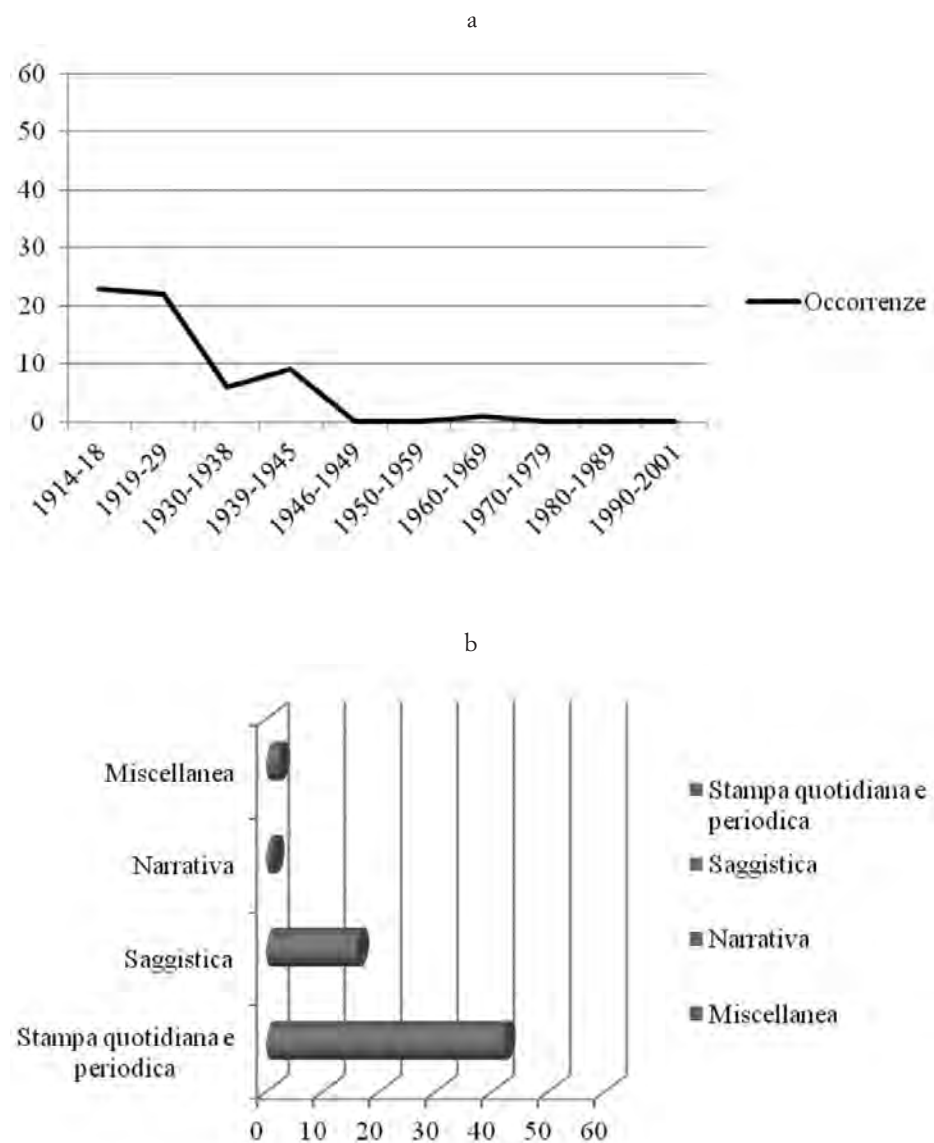 a
60
50
40
30
20
10
0
Occorrenze
1914-18
1919-29
1930-1938
1939-1945
1946-1949
1950-1959
1960-1969
1970-1979
1980-1989
1990-2001
b
Miscellanea
Narrativa
Saggistica
Stampa quotidiana e
periodica
0 10 20 30 40 50 60
Stampa quotidiana e
periodica
Saggistica
Narrativa
Miscellanea